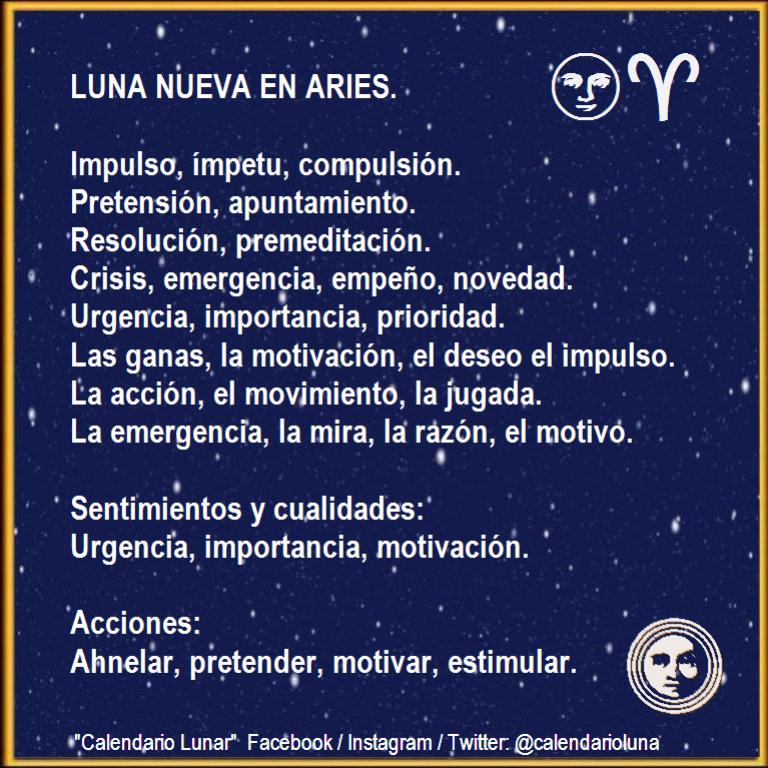 LUNA NUEVA EN ARIES.
Impulso, ímpetu, compulsión.
Pretensión, apuntamiento.
Resolución, premeditación.
Crisis, emergencia, empeño, novedad.
Urgencia, importancia, prioridad.
Las ganas, la motivación, el deseo el impulso.
La acción, el movimiento, la jugada.
La emergencia, la mira, la razón, el motivo.
Sentimientos y cualidades:
Urgencia, importancia, motivación.
Acciones:
Ahnelar, pretender, motivar, estimular.
"Calendario Lunar" Facebook / Instagram / Twitter: @calendarioluna